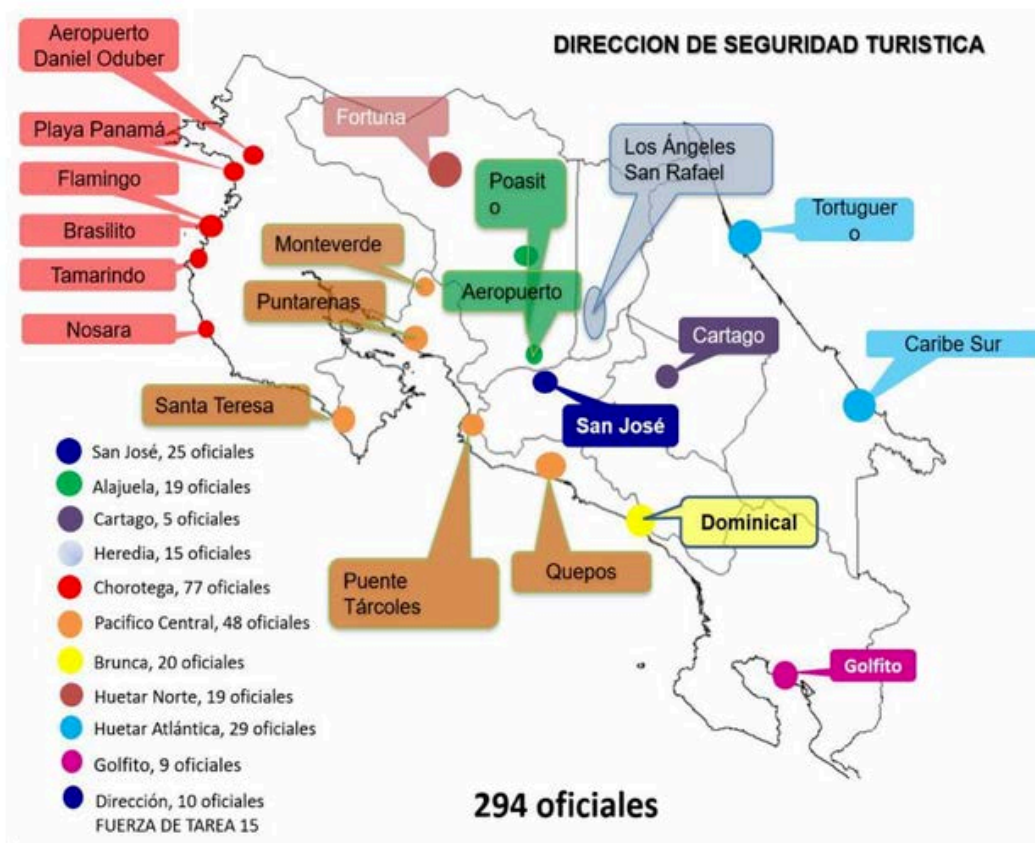 DIRECCION DE SEGURIDAD TURISTICA
Aeropuerto
Daniel Oduber
Playa Panamá
Flamingo
Brasilito
Tamarindo
Nosara
Fortuna
Poasit
o
Los Ángeles
San Rafael
Tortuguer
o
Monteverde
Puntarenas
Aeropuerto
Cartago
Caribe Sur
Santa Teresa
San José
Dominical
Puente
Tárcoles
Quepos
Golfito
San José, 25 oficiales
Alajuela, 19 oficiales
Cartago, 5 oficiales
Heredia, 15 oficiales
Chorotega, 77 oficiales
Pacifico Central, 48 oficiales
Brunca, 20 oficiales
Huetar Norte, 19 oficiales
Huetar Atlántica, 29 oficiales
Golfito, 9 oficiales
Dirección, 10 oficiales
FUERZA DE TAREA 15
294 oficiales